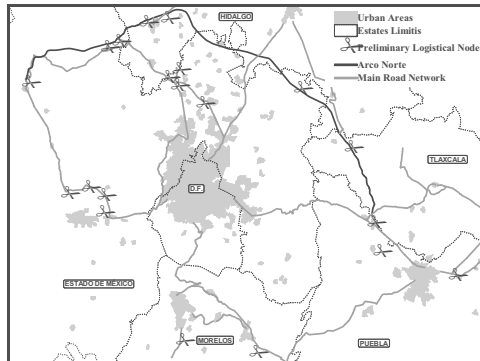 Urban Areas
Estates Limitis
Preliminary Logistical Node
Arco Norte
Main Road Network
HIDALGO
TLAXCALA
D.F.
ESTADO DE MEXICO
MORELOS
PUEBLA